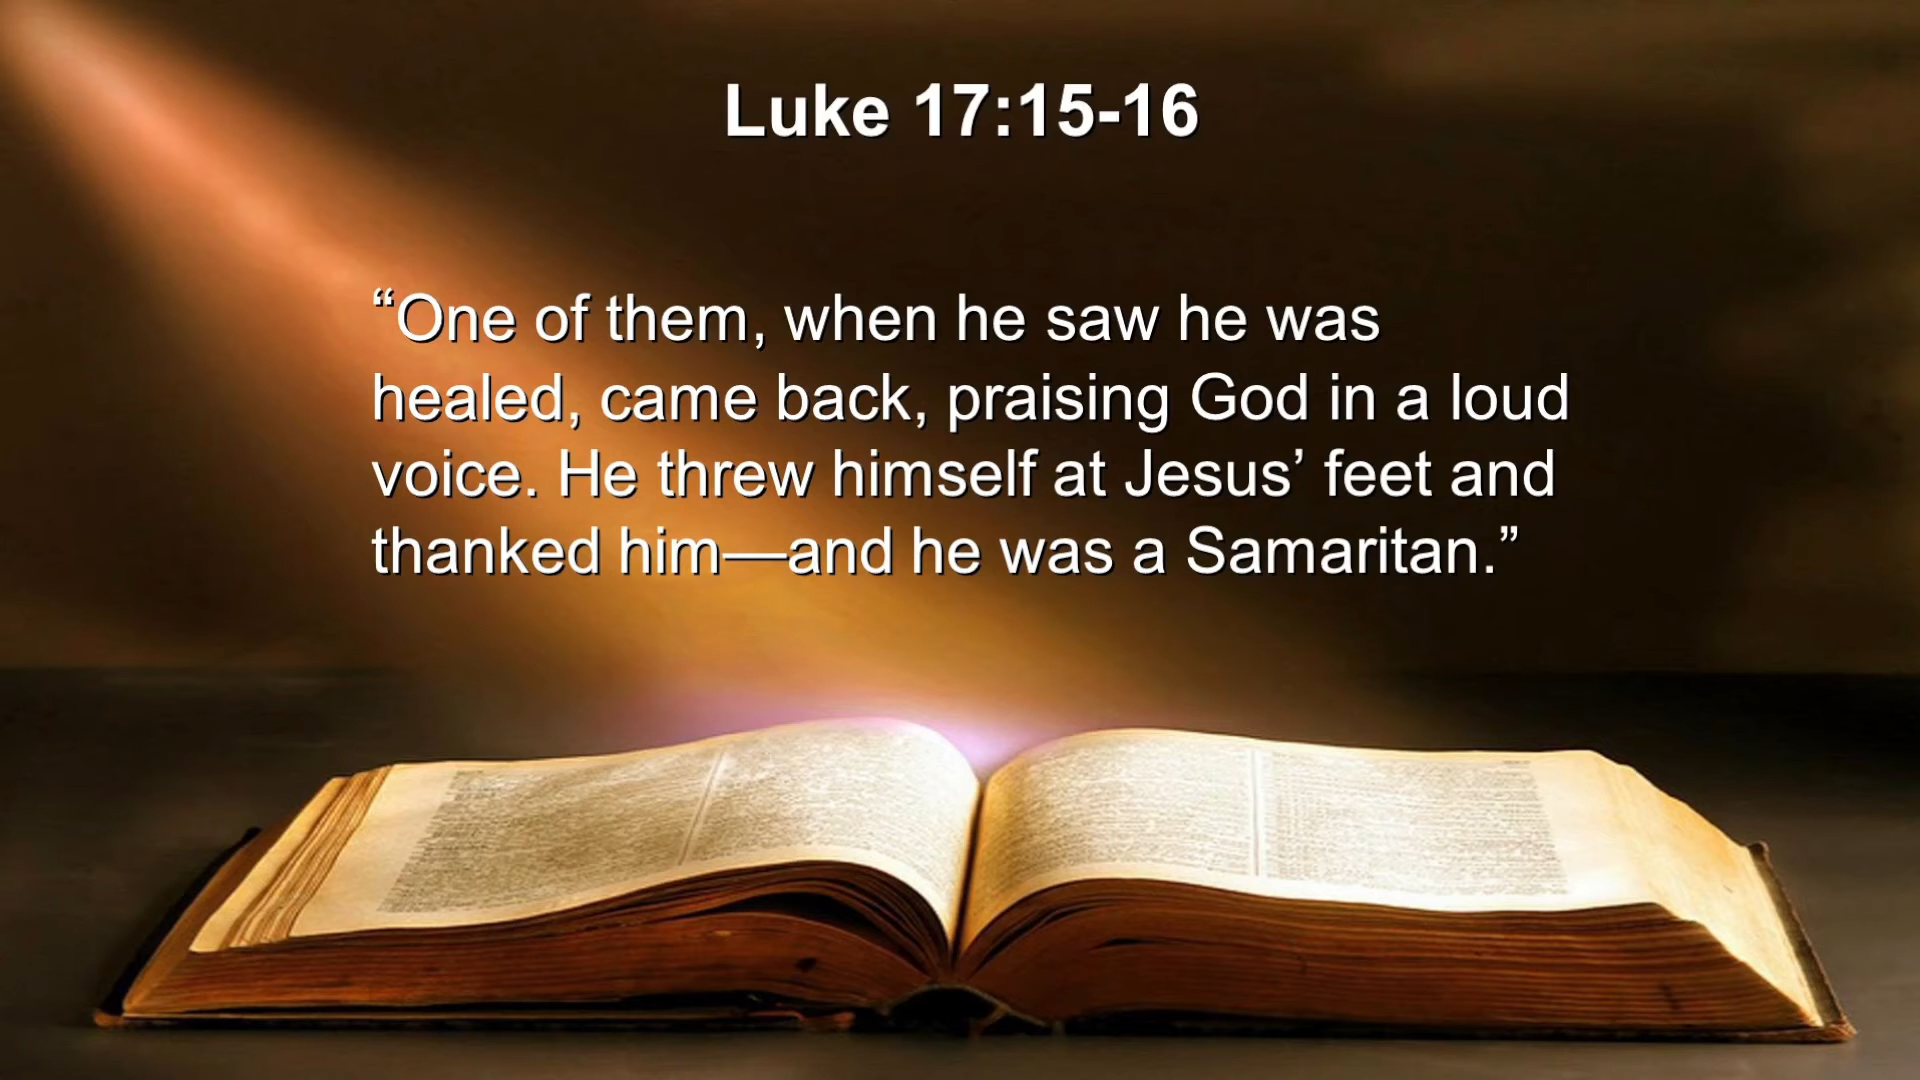 Luke 17:15-16
“One of them, when he saw he was
healed, came back, praising God in a loud
voice. He threw himself at Jesus’ feet and
thanked him—and he was a Samaritan.”